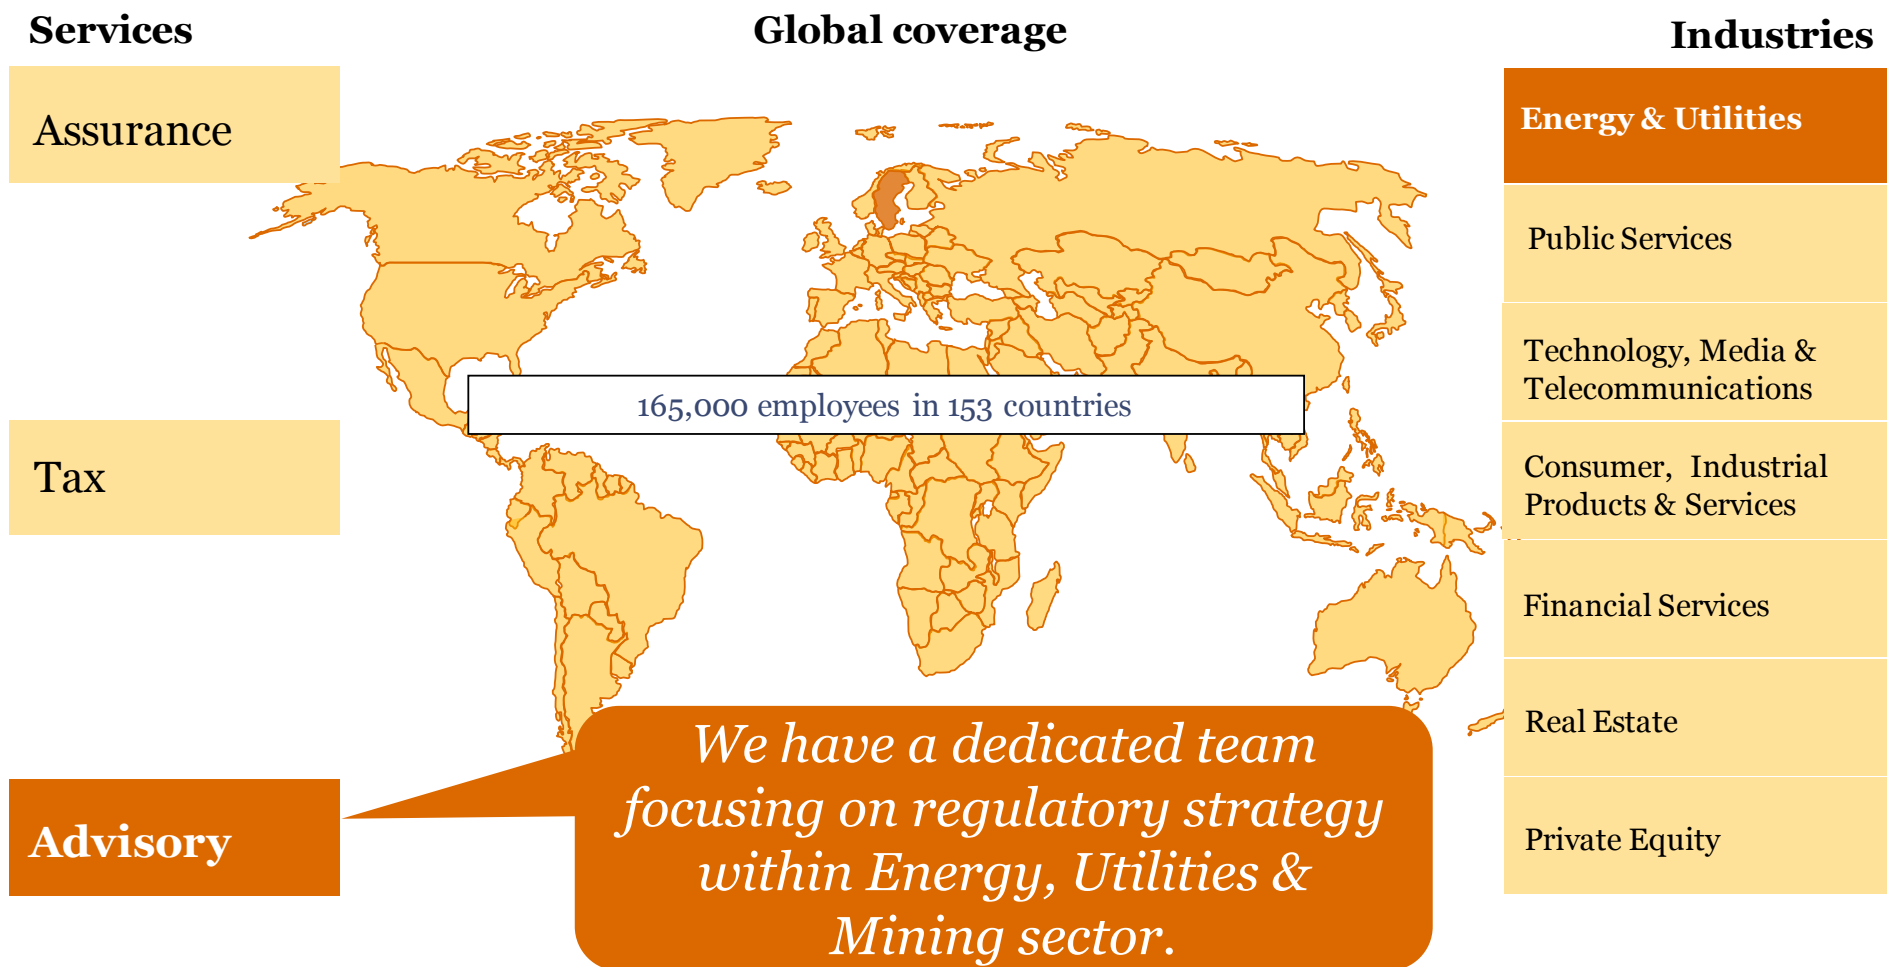 Services
Global coverage
Industries
Assurance
Tax
Advisory
165,000 employees in 153 countries
We have a dedicated team
focusing on regulatory strategy
within Energy, Utilities &
Mining sector.
Energy & Utilities
Public Services
Technology, Media &
Telecommunications
Consumer, Industrial
Products & Services
Financial Services
Real Estate
Private Equity